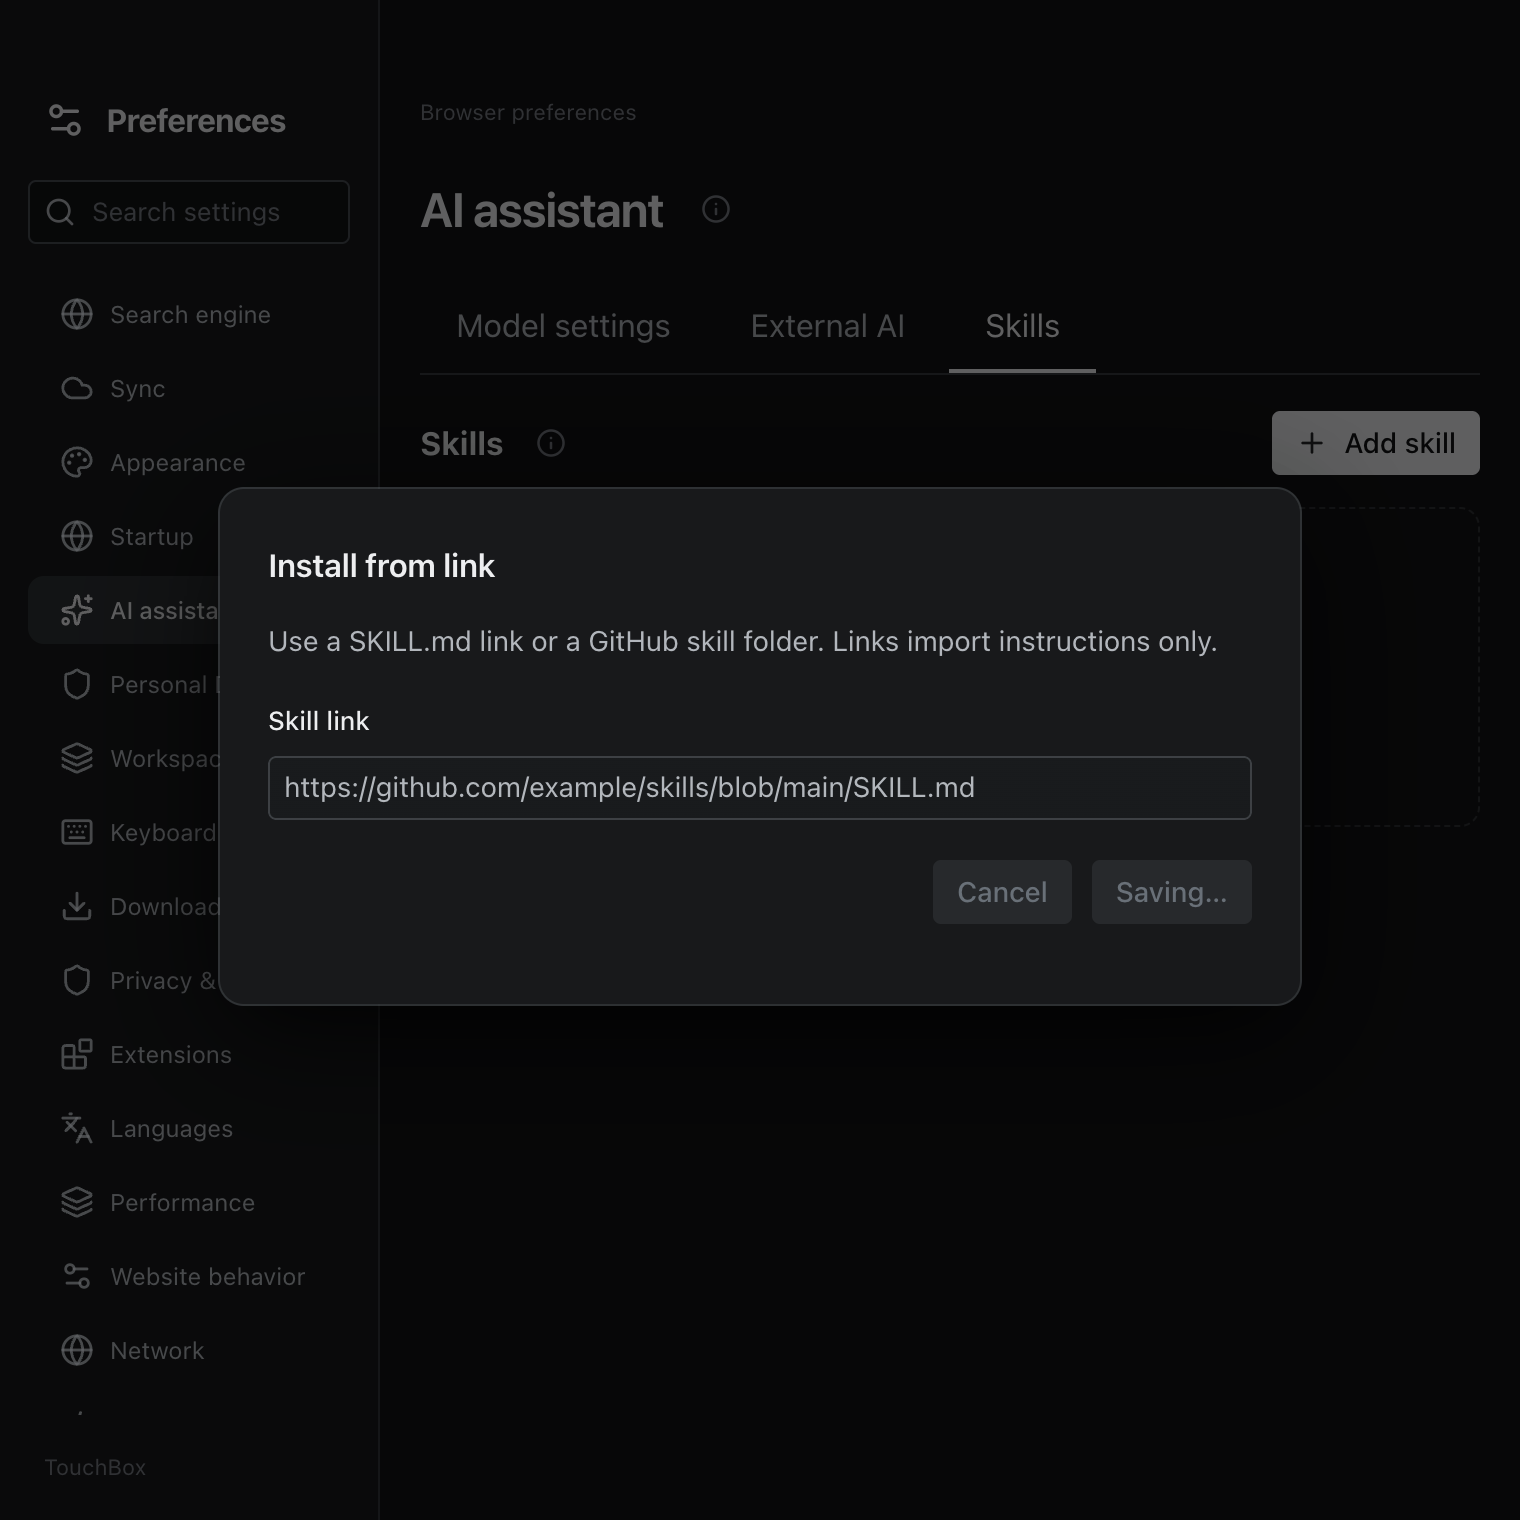 Preferences
Search settings
Search engine
Sync
Appearance
Startup
AI assista
Personal
Workspac
Keyboard
Download
Privacy &
Extensions
Languages
Performance
Website behavior
Network
TouchBox
Browser preferences
AI assistant
Model settings
External AI
Skills
Skills
Add skill
Install from link
Use a SKILL.md link or a GitHub skill folder. Links import instructions only.
Skill link
https://github.com/example/skills/blob/main/SKILL.md
Cancel
Saving...